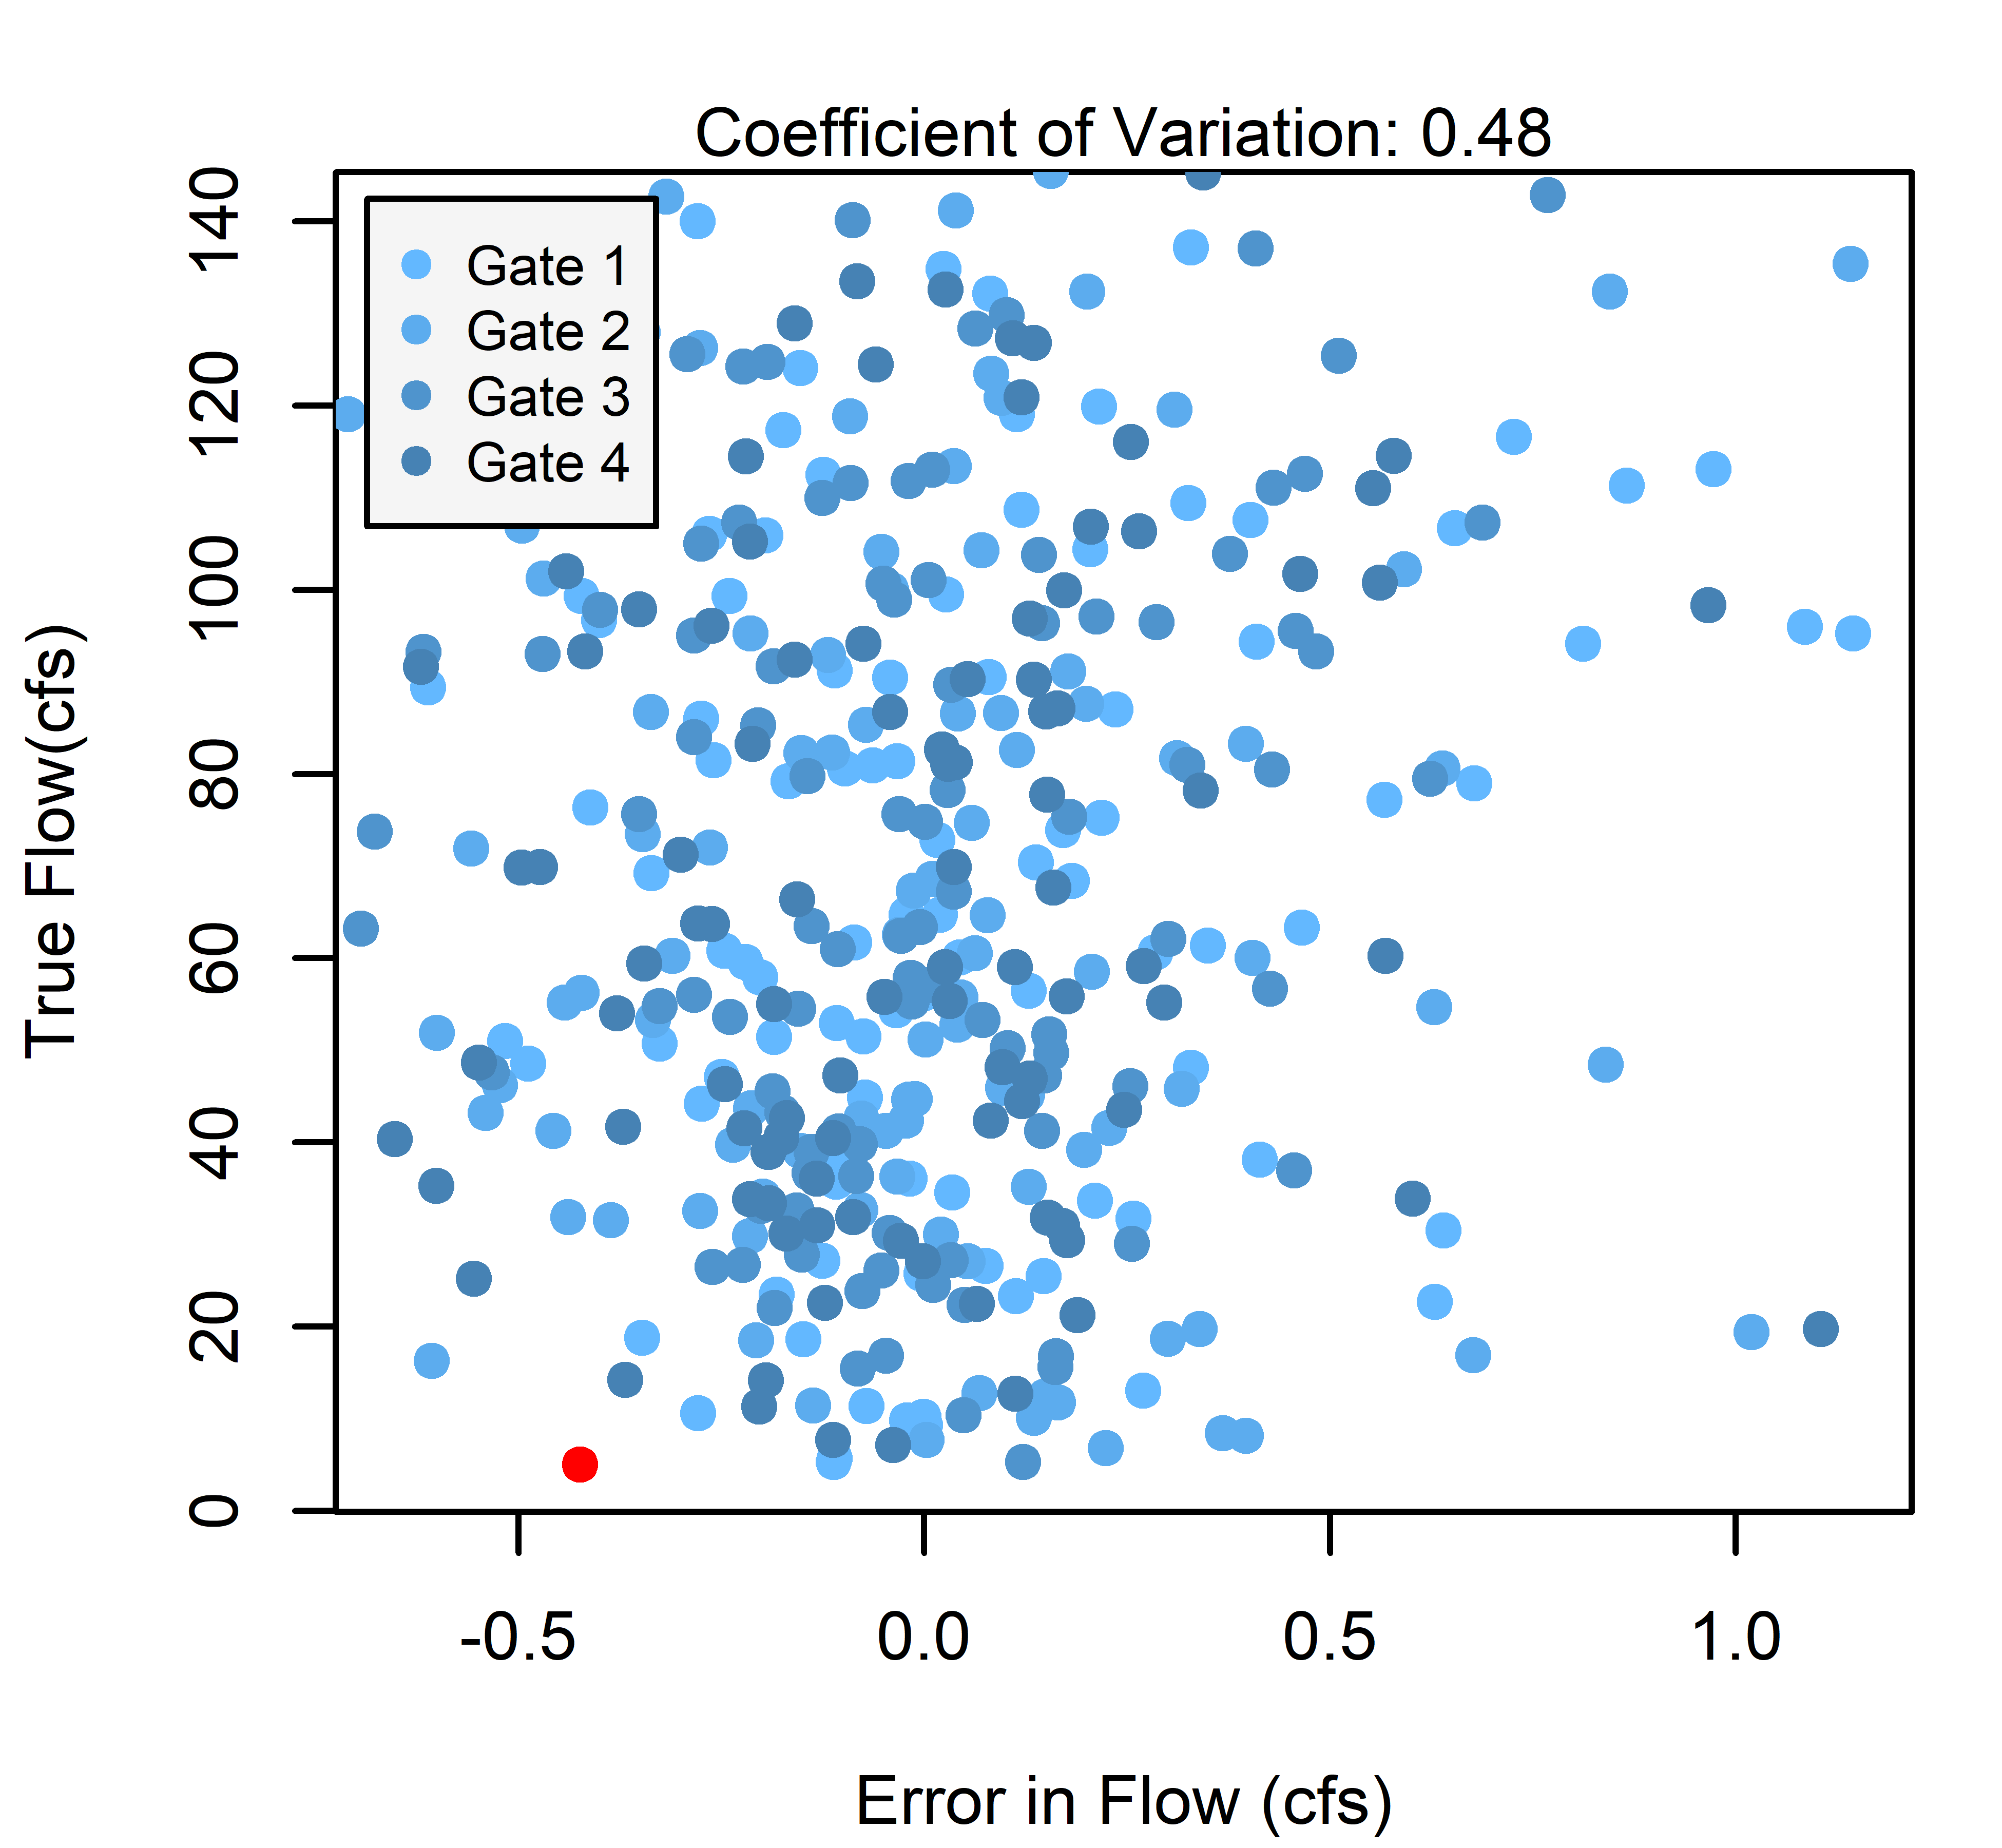 Coefficient of Variation: 0.48
140
120
100
80
60
40
20
0
True Flow(cfs)
Gate 1
Gate 2
Gate 3
Gate 4
-0.5 0.0 0.5 1.0
Error in Flow (cfs)